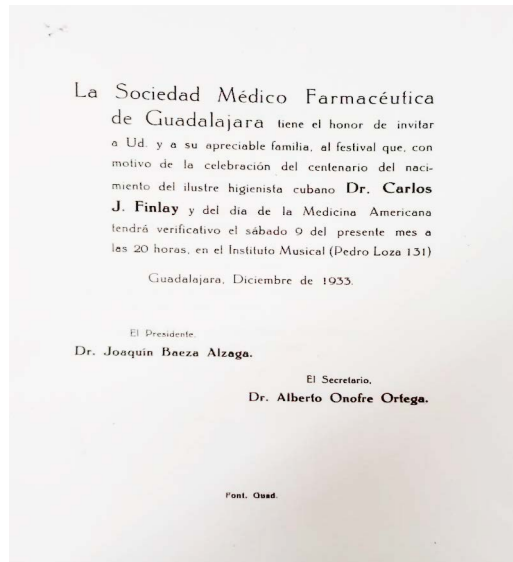 La Sociedad Médico Farmacéutica
de Guadalajara tiene el honor de invitar
a Ud. y a su apreciable familia, al festival que, con
motivo de la celebración del centenario del naci-
miento del ilustre higienista cubano Dr. Carlos
J. Finlay y del día de la Medicina Americana
tendrá verificativo el sábado 9 del presente mes a
las 20 horas, en el Instituto Musical (Pedro Loza 131)
Guadalajara, Diciembre de 1933.
El Presidente,
Dr. Joaquín Baeza Alzaga.
El Secretario,
Dr. Alberto Onofre Ortega.
Font. Quad.